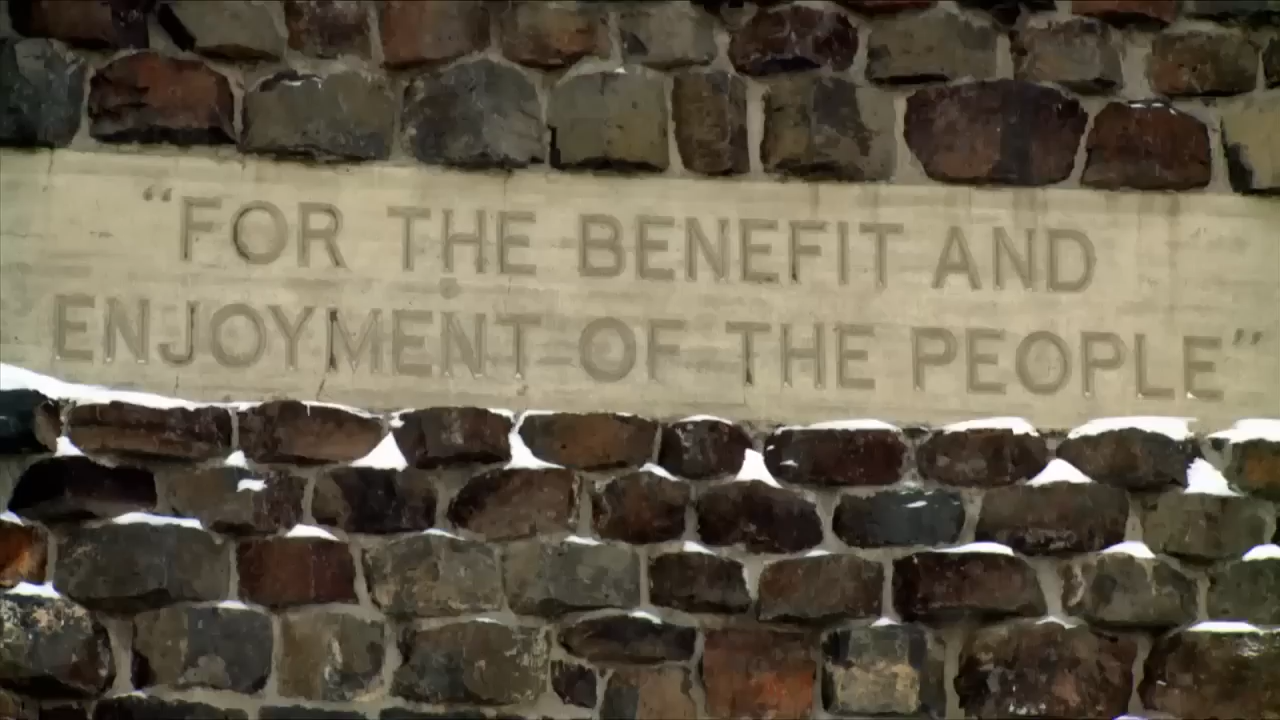 “FOR THE BENEFIT AND
ENJOYMENT OF THE PEOPLE”